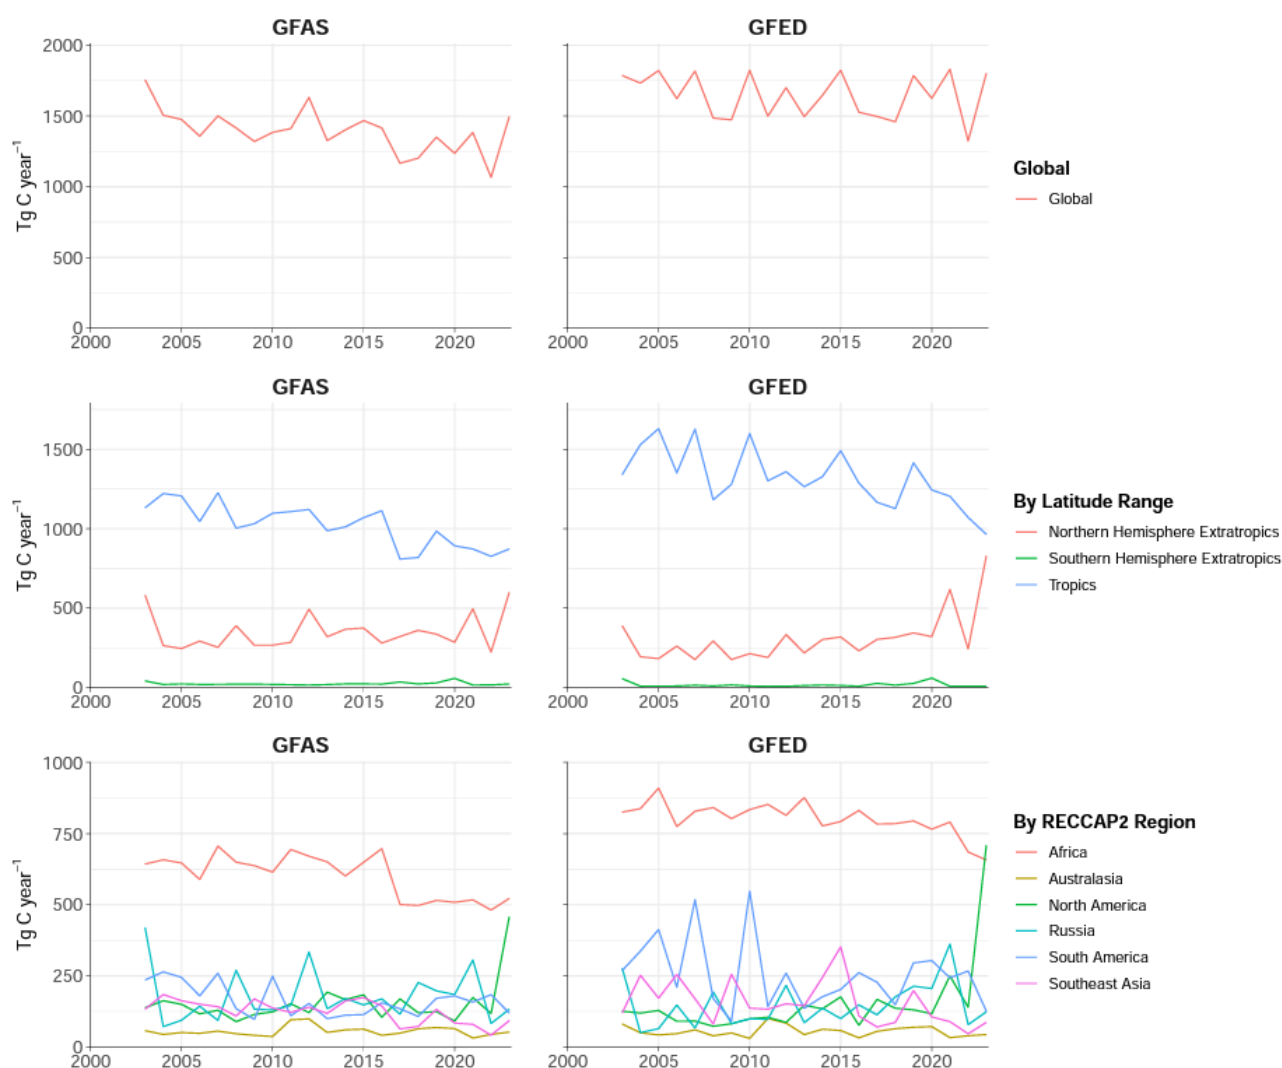 GFAS
GFED
2000
1500
1000
500
0
Tg C year⁻¹
2000 2005 2010 2015 2020
2000 2005 2010 2015 2020
Global
Global
GFAS
GFED
1500
1000
500
0
Tg C year⁻¹
2000 2005 2010 2015 2020
2000 2005 2010 2015 2020
By Latitude Range
Northern Hemisphere Extratropics
Southern Hemisphere Extratropics
Tropics
GFAS
GFED
1000
750
500
250
0
Tg C year⁻¹
2000 2005 2010 2015 2020
2000 2005 2010 2015 2020
By RECCAP2 Region
Africa
Australasia
North America
Russia
South America
Southeast Asia